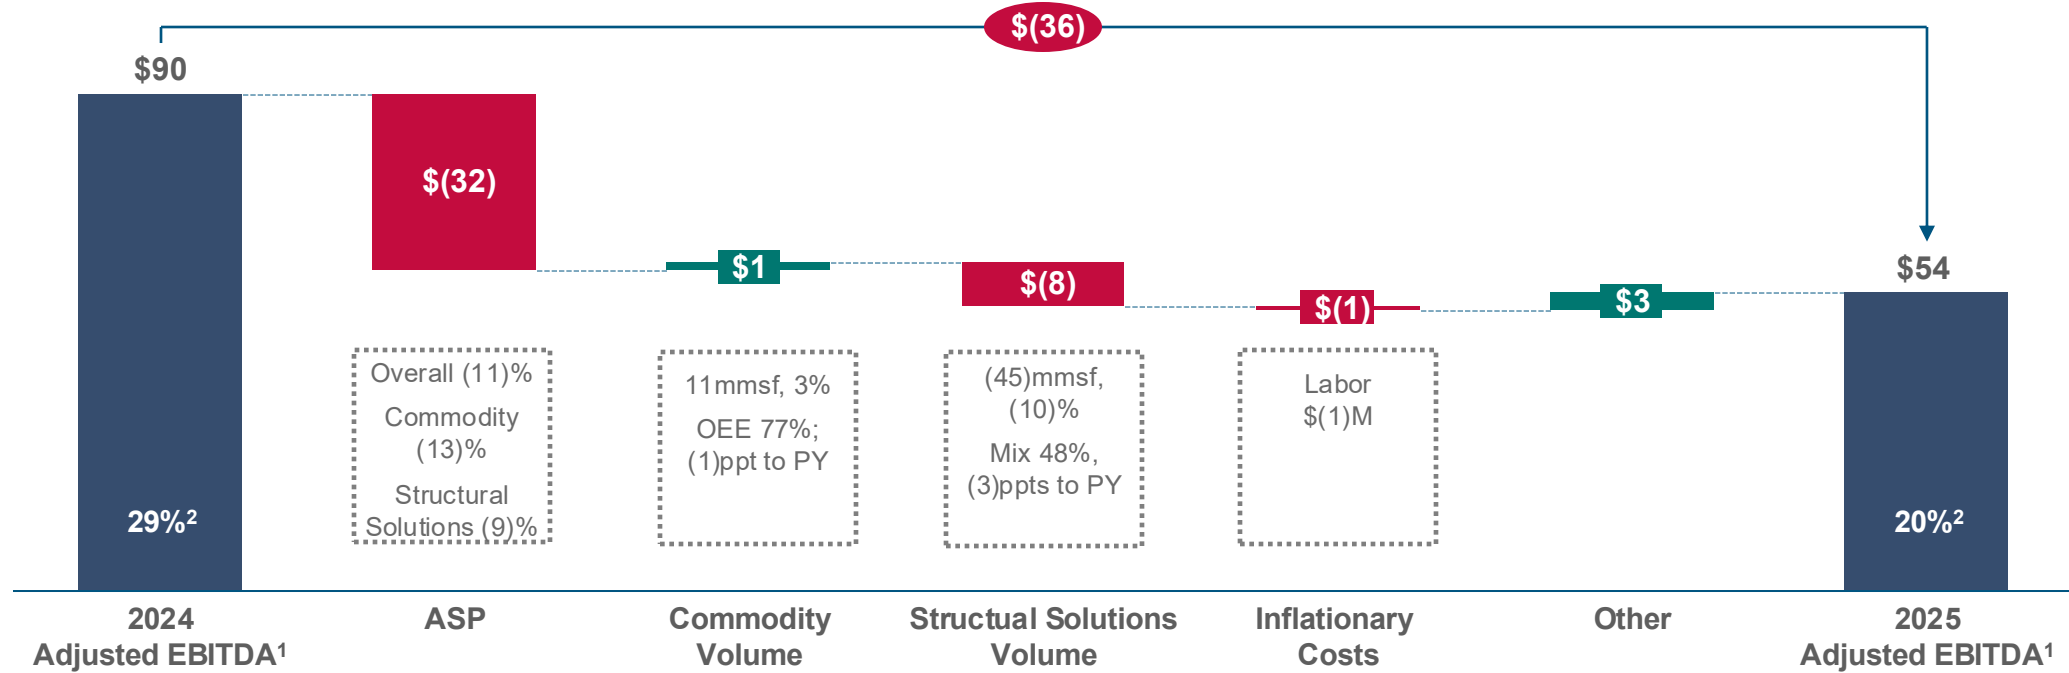 $(36)
$90
$(32)
$1
$(8)
$(1)
$3
$54
Overall (11)%
Commodity
(13)%
Structural
Solutions (9)%
11mmsf, 3%
OEE 77%;
(1)ppt to PY
(45)mmsf,
(10)%
Mix 48%,
(3)ppts to PY
Labor
$(1)M
29%²
20%²
2024
Adjusted EBITDA¹
ASP
Commodity
Volume
Structual Solutions
Volume
Inflationary
Costs
Other
2025
Adjusted EBITDA¹